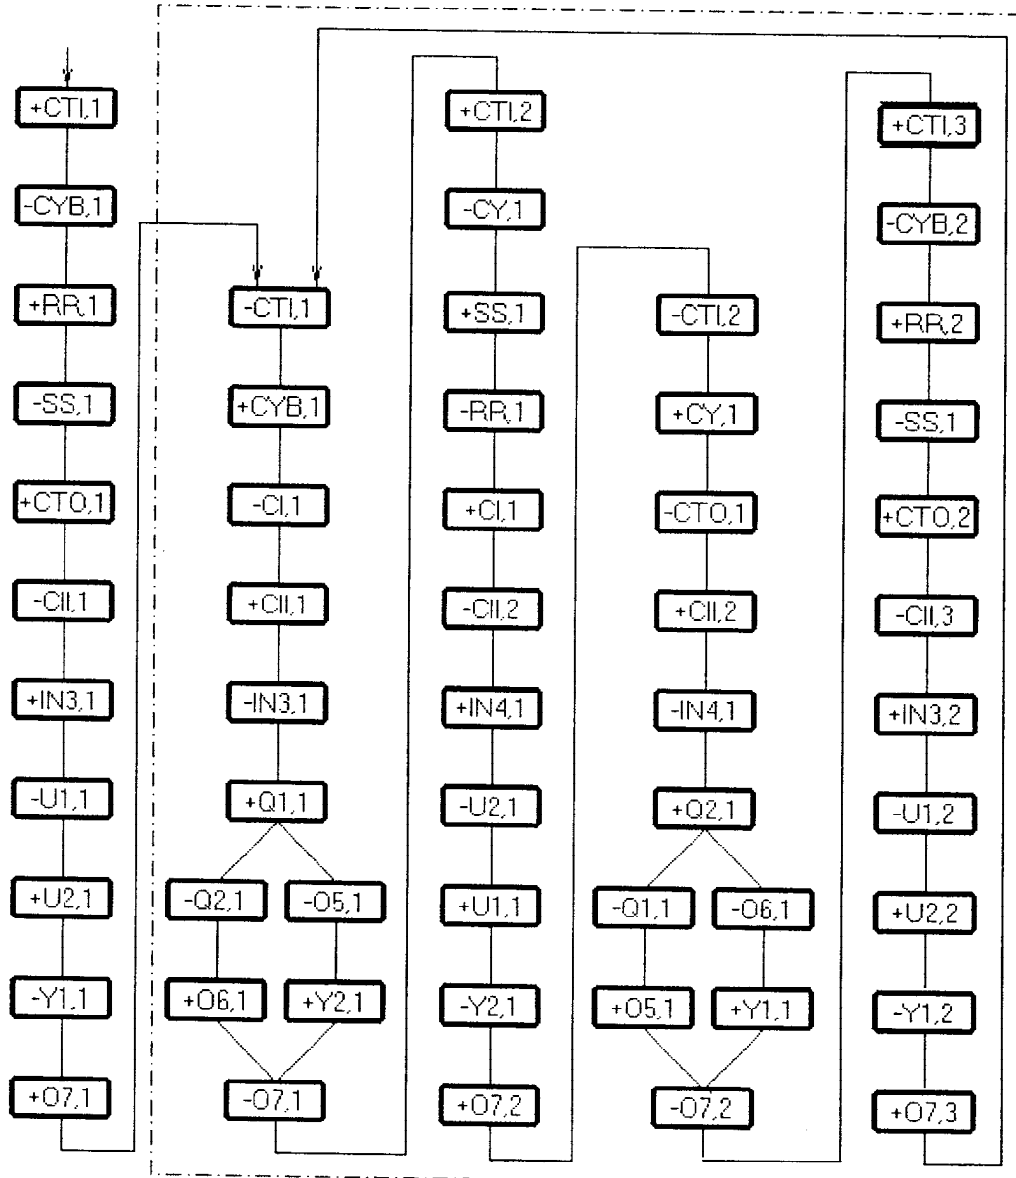 +CTI,1
-CYB,1
+RR,1
-SS,1
+CTO,1
-CII,1
+IN3,1
-U1,1
+U2,1
-Y1,1
+O7,1
-CTI,1
+CYB,1
-CI,1
+CII,1
-IN3,1
+Q1,1
-Q2,1
-O5,1
+O6,1
+Y2,1
-O7,1
+CTI,2
-CY,1
+SS,1
-RR,1
+CI,1
-CII,2
+IN4,1
-U2,1
+U1,1
-Y2,1
+O7,2
-CTI,2
+CY,1
-CTO,1
+CII,2
-IN4,1
+Q2,1
-Q1,1
-O6,1
+O5,1
+Y1,1
-O7,2
+CTI,3
-CYB,2
+RR,2
-SS,1
+CTO,2
-CII,3
+IN3,2
-U1,2
+U2,2
-Y1,2
+O7,3